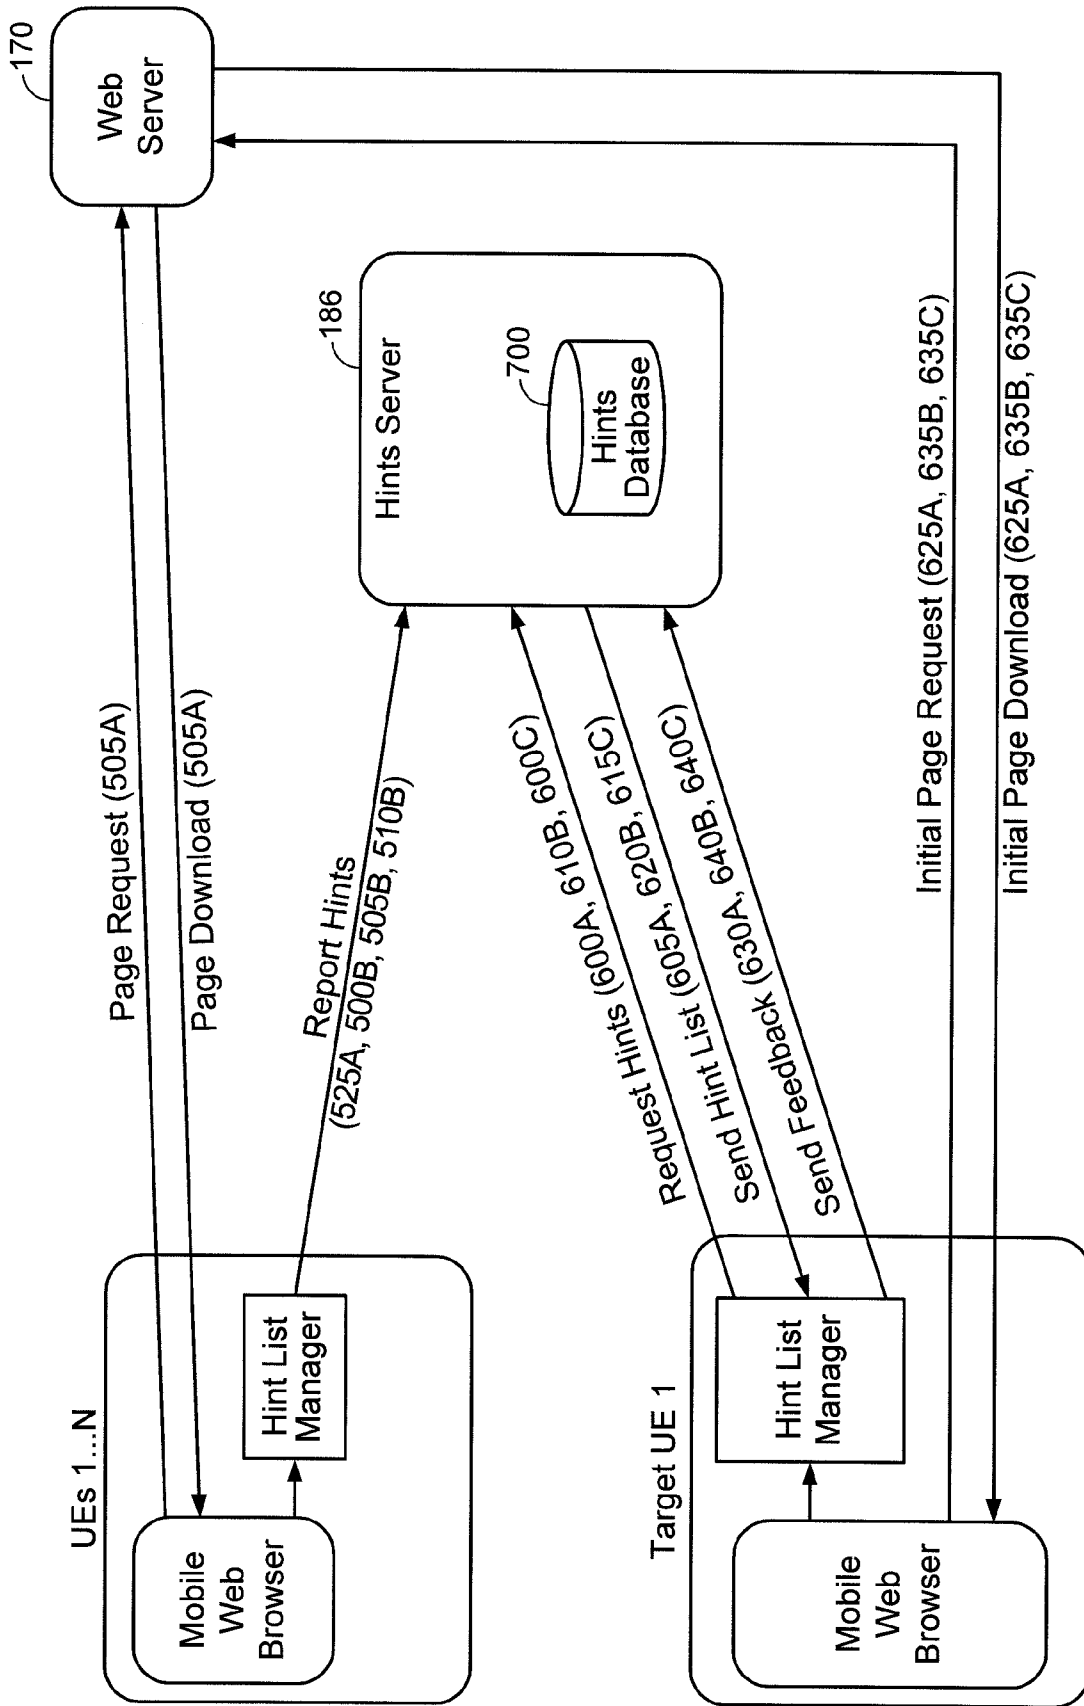 UEs 1...N
Mobile
Web
Browser
Hint List
Manager
Page Request (505A)
Page Download (505A)
Report Hints
(525A, 500B, 505B, 510B)
Web
Server
170
Hints Server
186
Hints
Database
700
Target UE 1
Mobile
Web
Browser
Hint List
Manager
Request Hints (600A, 610B, 600C)
Send Hint List (605A, 620B, 615C)
Send Feedback (630A, 640B, 640C)
Initial Page Request (625A, 635B, 635C)
Initial Page Download (625A, 635B, 635C)